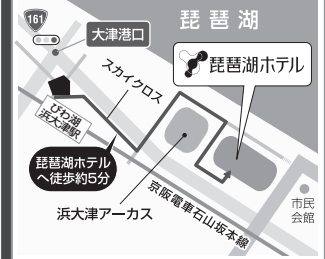 161
大津港口
琵琶湖
琵琶湖ホテル
スカイクロス
びわ湖
浜大津駅
琵琶湖ホテル
へ徒歩約5分
浜大津アーカス
京阪電車石山坂本線
市民
会館